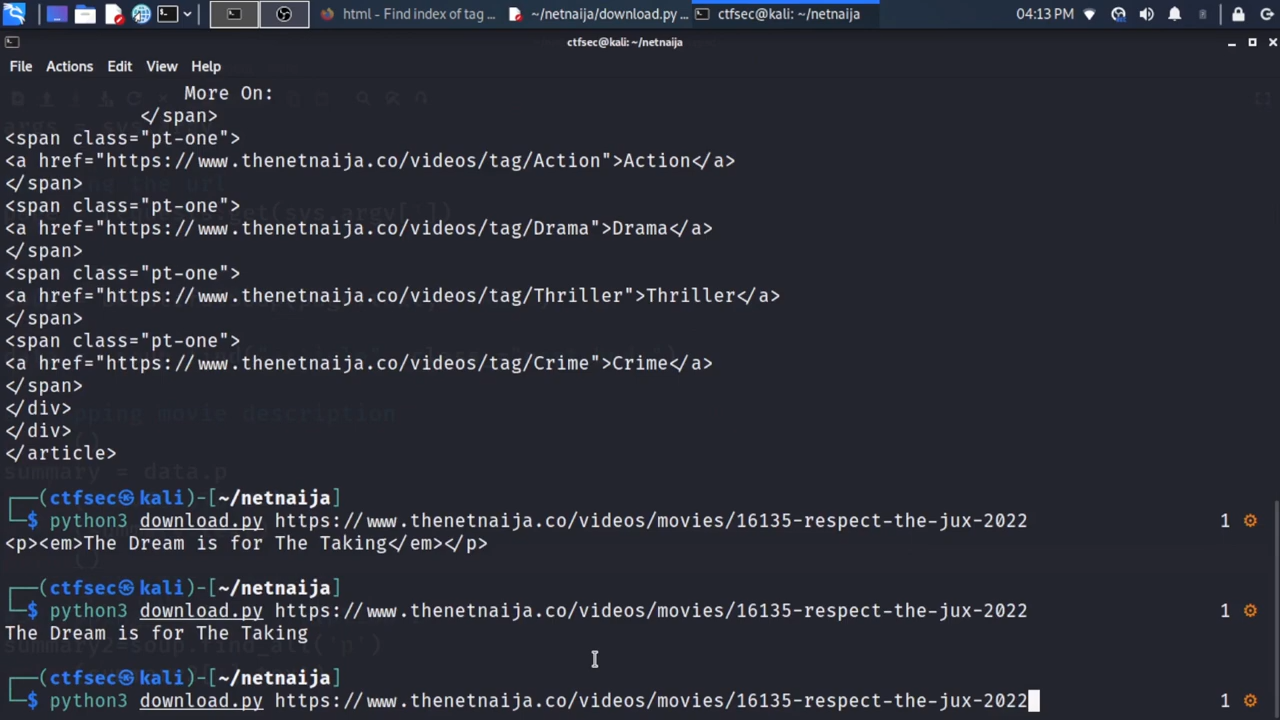 html - Find index of tag ...
~/netnaija/download.py ...
ctfsec@kali: ~/netnaija
04:13 PM
ctfsec@kali: ~/netnaija
File Actions Edit View Help
More On:
</span>
<span class="pt-one">
<a href="https://www.thenetnaija.co/videos/tag/Action">Action</a>
</span>
<span class="pt-one">
<a href="https://www.thenetnaija.co/videos/tag/Drama">Drama</a>
</span>
<span class="pt-one">
<a href="https://www.thenetnaija.co/videos/tag/Thriller">Thriller</a>
</span>
<span class="pt-one">
<a href="https://www.thenetnaija.co/videos/tag/Crime">Crime</a>
</span>
</div>
</div>
</article>
┌──(ctfsec㉿kali)-[~/netnaija]
└─$ python3 download.py https://www.thenetnaija.co/videos/movies/16135-respect-the-jux-2022 1 ⚙
<p><em>The Dream is for The Taking</em></p>
┌──(ctfsec㉿kali)-[~/netnaija]
└─$ python3 download.py https://www.thenetnaija.co/videos/movies/16135-respect-the-jux-2022 1 ⚙
The Dream is for The Taking
┌──(ctfsec㉿kali)-[~/netnaija]
└─$ python3 download.py https://www.thenetnaija.co/videos/movies/16135-respect-the-jux-2022 1 ⚙